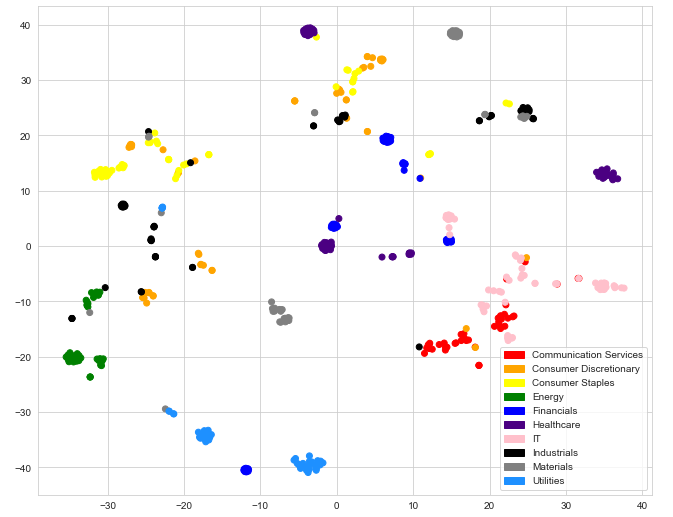 40
30
20
10
0
−10
−20
−30
−40
−30
−20
−10
0
10
20
30
40
Communication Services
Consumer Discretionary
Consumer Staples
Energy
Financials
Healthcare
IT
Industrials
Materials
Utilities